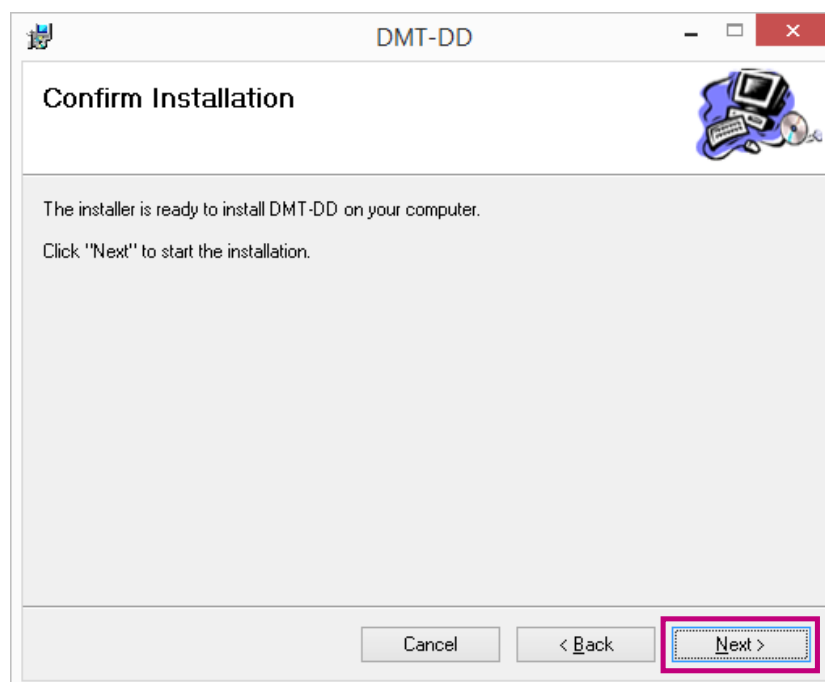 DMT-DD
Confirm Installation
The installer is ready to install DMT-DD on your computer.
Click "Next" to start the installation.
Cancel
< Back
Next >